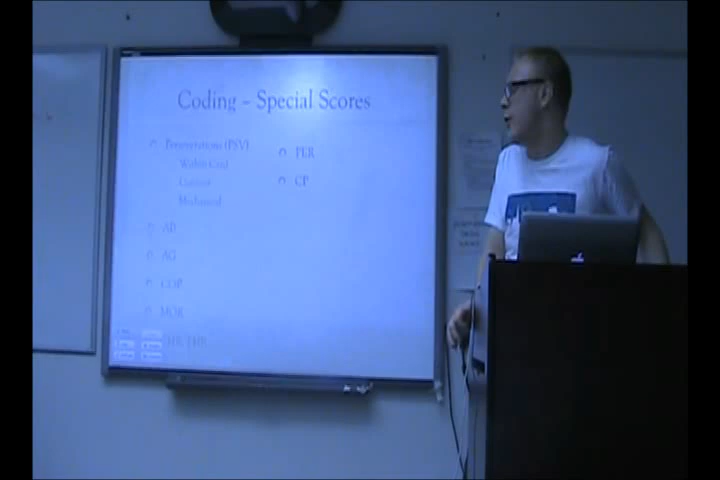 Coding – Special Scores
Perseverations (PSV)
Within Card
Content
Mechanical
AB
AG
COP
MOR
PER
CP